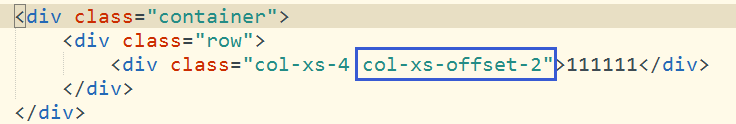 <div class="container">
<div class="row">
<div class="col-xs-4 col-xs-offset-2">111111</div>
</div>
</div>